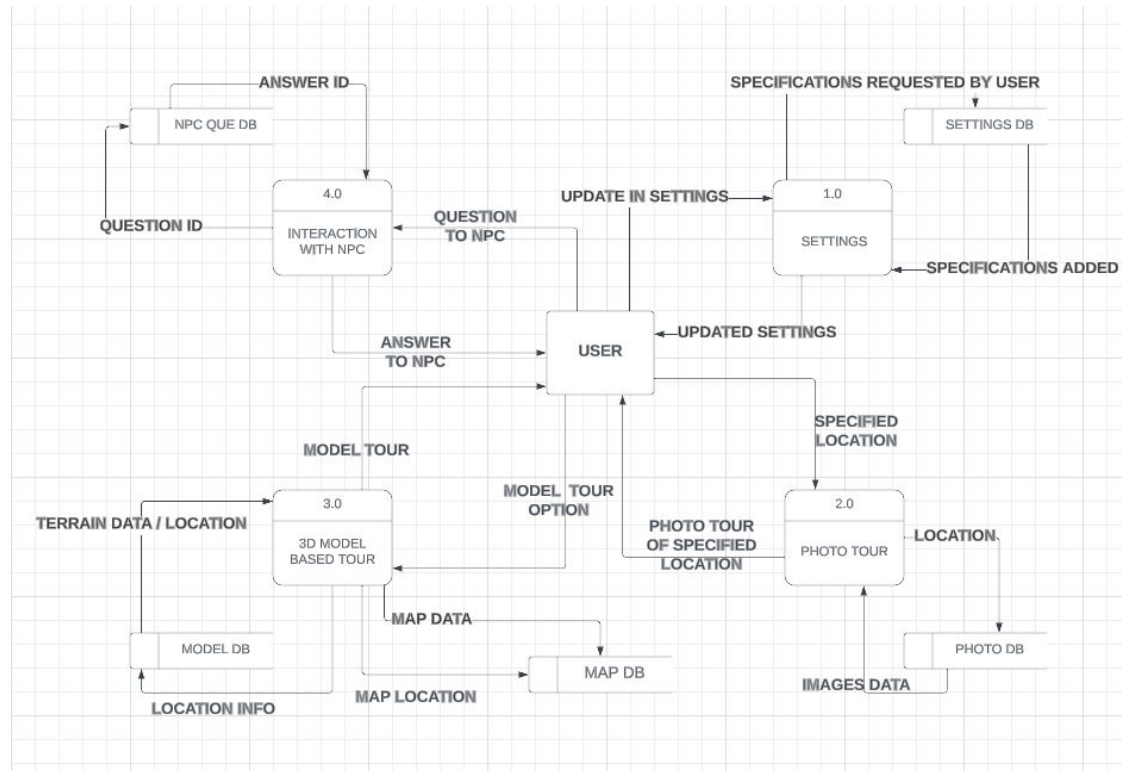 ANSWER ID
SPECIFICATIONS REQUESTED BY USER
NPC QUE DB
SETTINGS DB
4.0
1.0
UPDATE IN SETTINGS
QUESTION
TO NPC
QUESTION ID
INTERACTION
WITH NPC
SETTINGS
SPECIFICATIONS ADDED
UPDATED SETTINGS
ANSWER
TO NPC
USER
SPECIFIED
LOCATION
MODEL TOUR
MODEL TOUR
OPTION
3.0
2.0
TERRAIN DATA / LOCATION
PHOTO TOUR
OF SPECIFIED
LOCATION
3D MODEL
BASED TOUR
PHOTO TOUR
LOCATION
MAP DATA
MODEL DB
MAP DB
PHOTO DB
MAP LOCATION
IMAGES DATA
LOCATION INFO